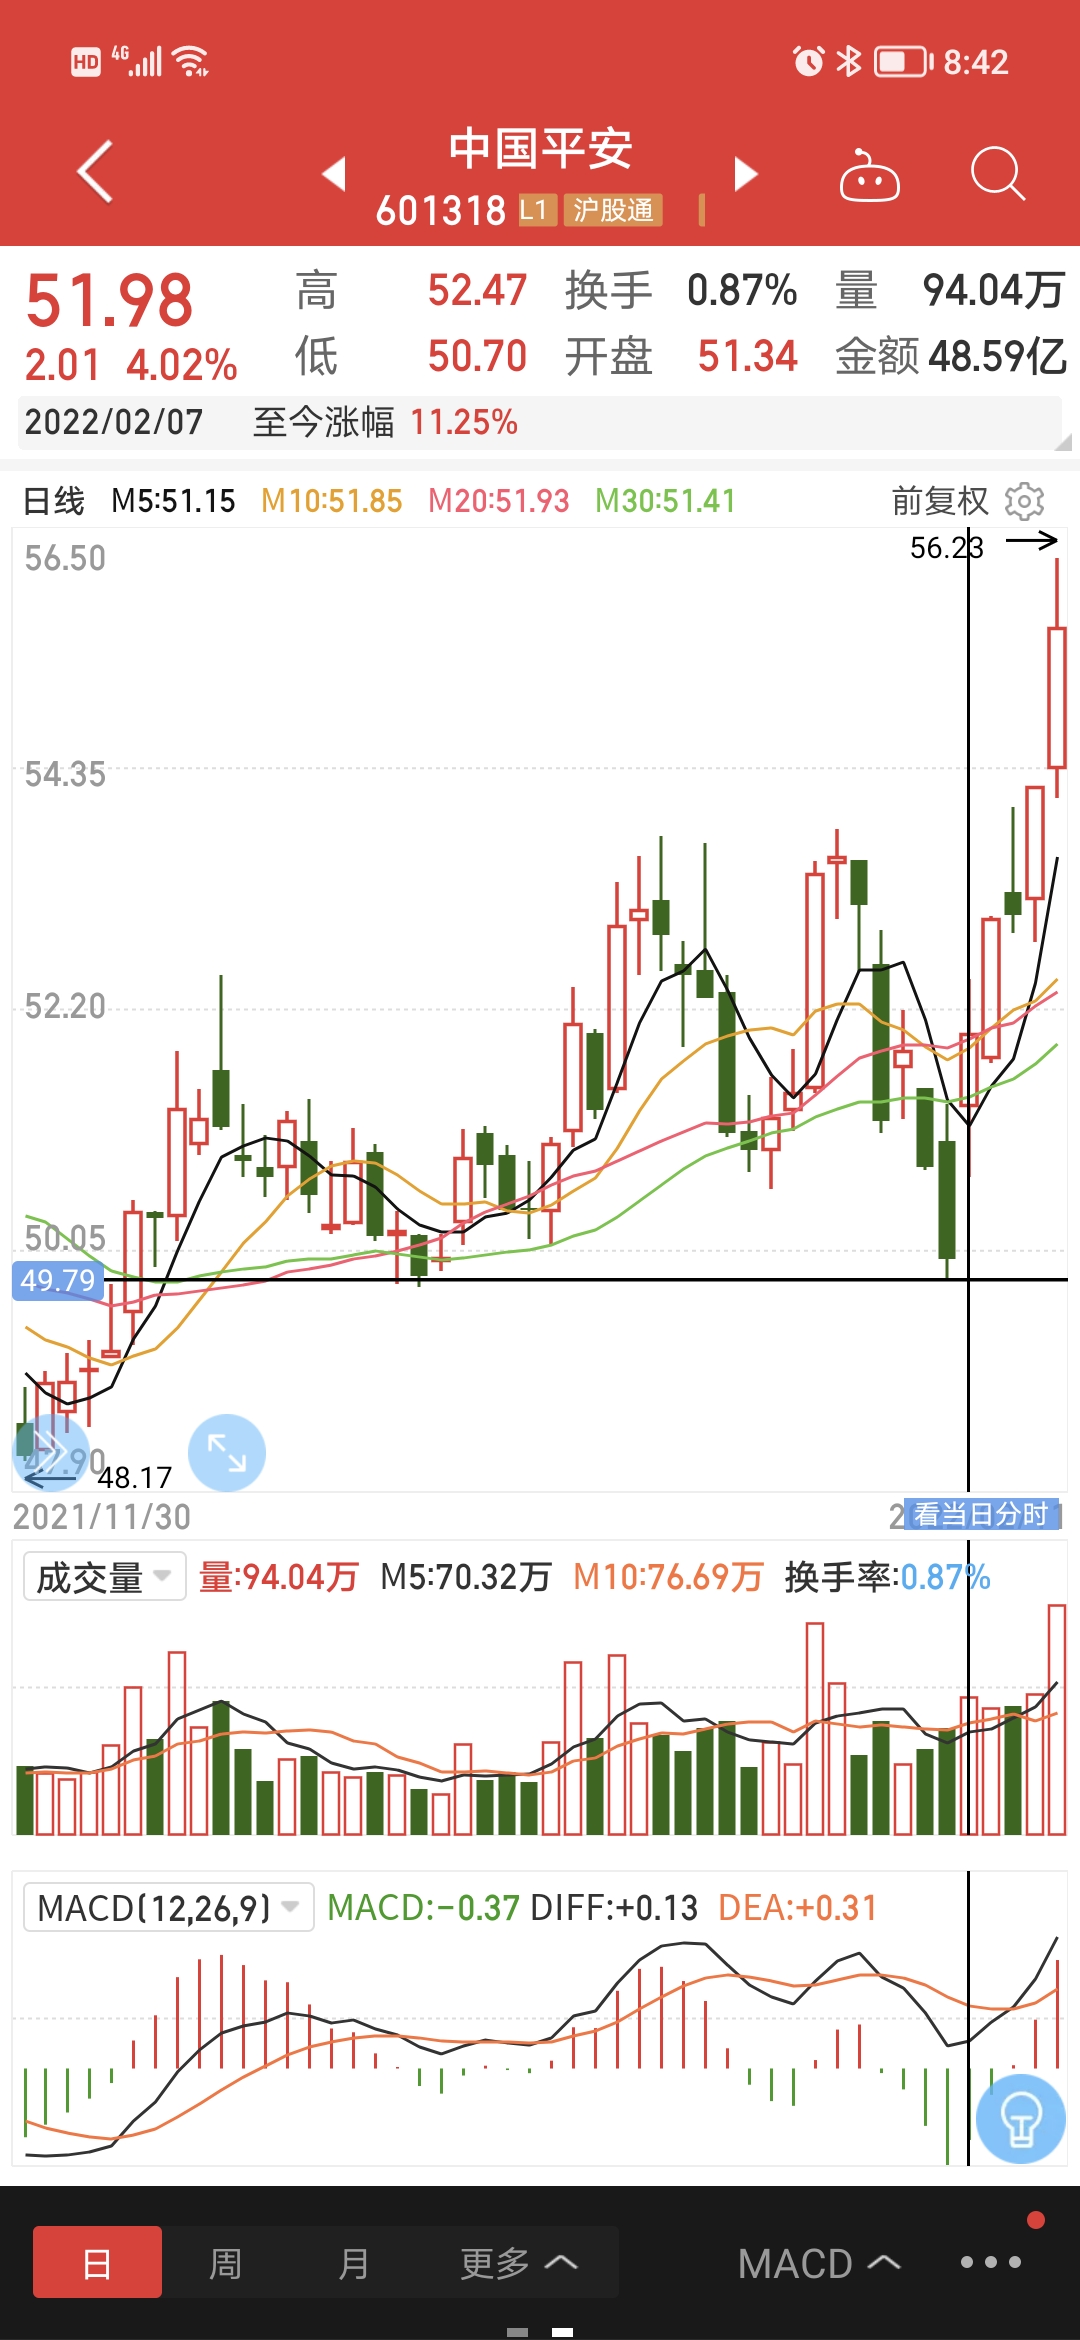 HD 4G 8:42
中国平安
601318 L1 沪股通
51.98 高 52.47 换手 0.87% 量 94.04万
2.01 4.02% 低 50.70 开盘 51.34 金额 48.59亿
2022/02/07 至今涨幅 11.25%
日线 M5:51.15 M10:51.85 M20:51.93 M30:51.41 前复权
56.50 56.23
54.35
52.20
50.05
49.79
47.90 48.17
2021/11/30 看当日分时
成交量 量:94.04万 M5:70.32万 M10:76.69万 换手率:0.87%
MACD(12,26,9) MACD:-0.37 DIFF:+0.13 DEA:+0.31
日 周 月 更多 MACD